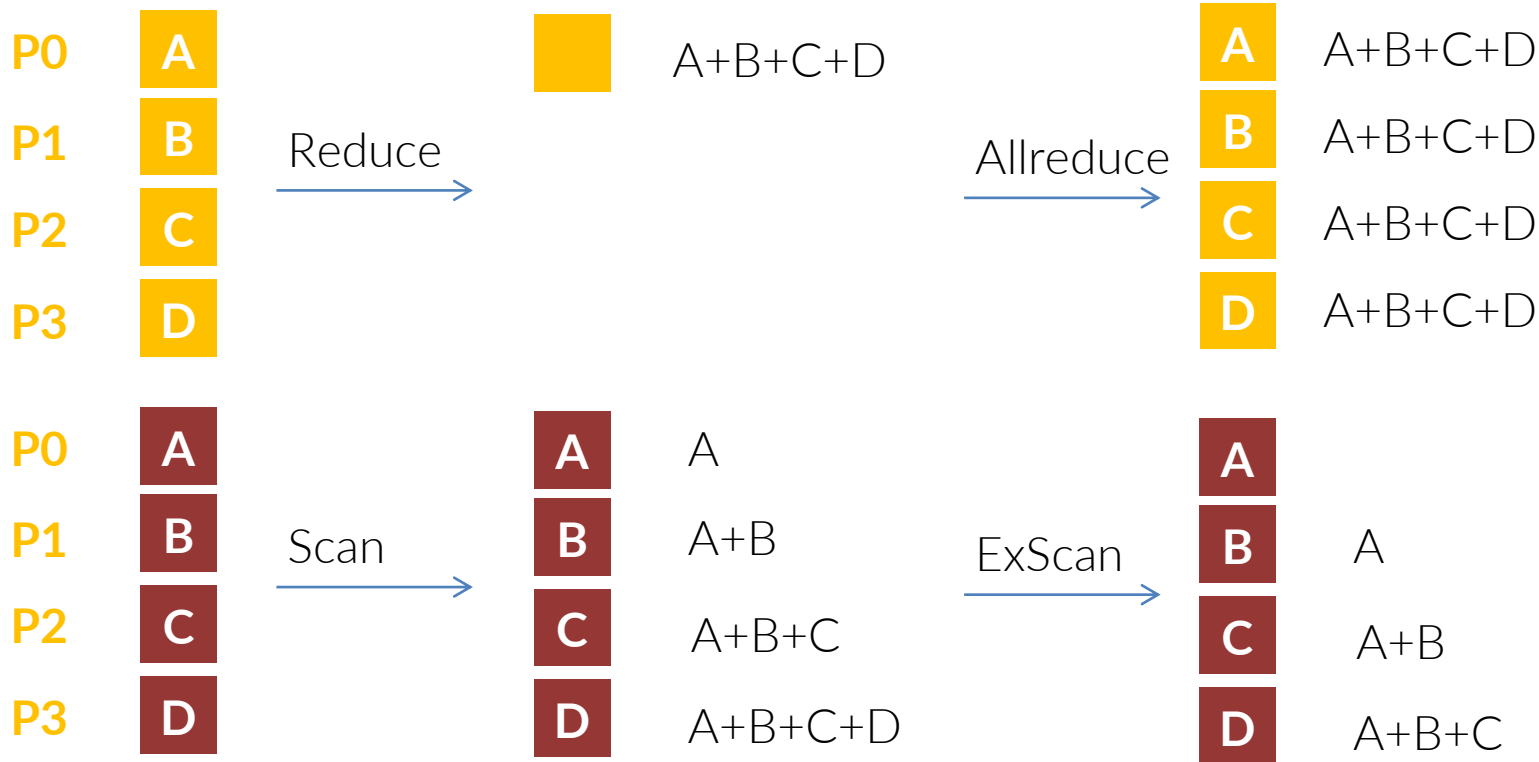 P0 A A+B+C+D A A+B+C+D
P1 B Reduce Allreduce B A+B+C+D
P2 C C A+B+C+D
P3 D D A+B+C+D
P0 A A A A
P1 B Scan B A+B ExScan B A
P2 C C A+B+C C A+B
P3 D D A+B+C+D D A+B+C